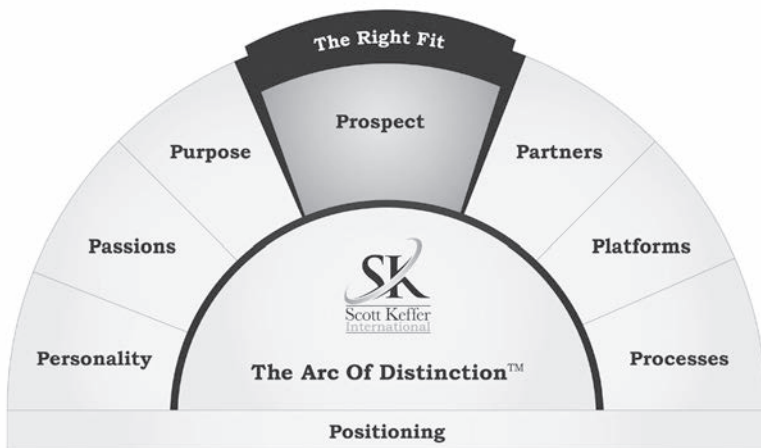 The Right Fit
Prospect
Purpose
Partners
Passions
Platforms
Personality
Processes
SK
Scott Keffer
International
The Arc Of Distinction™
Positioning